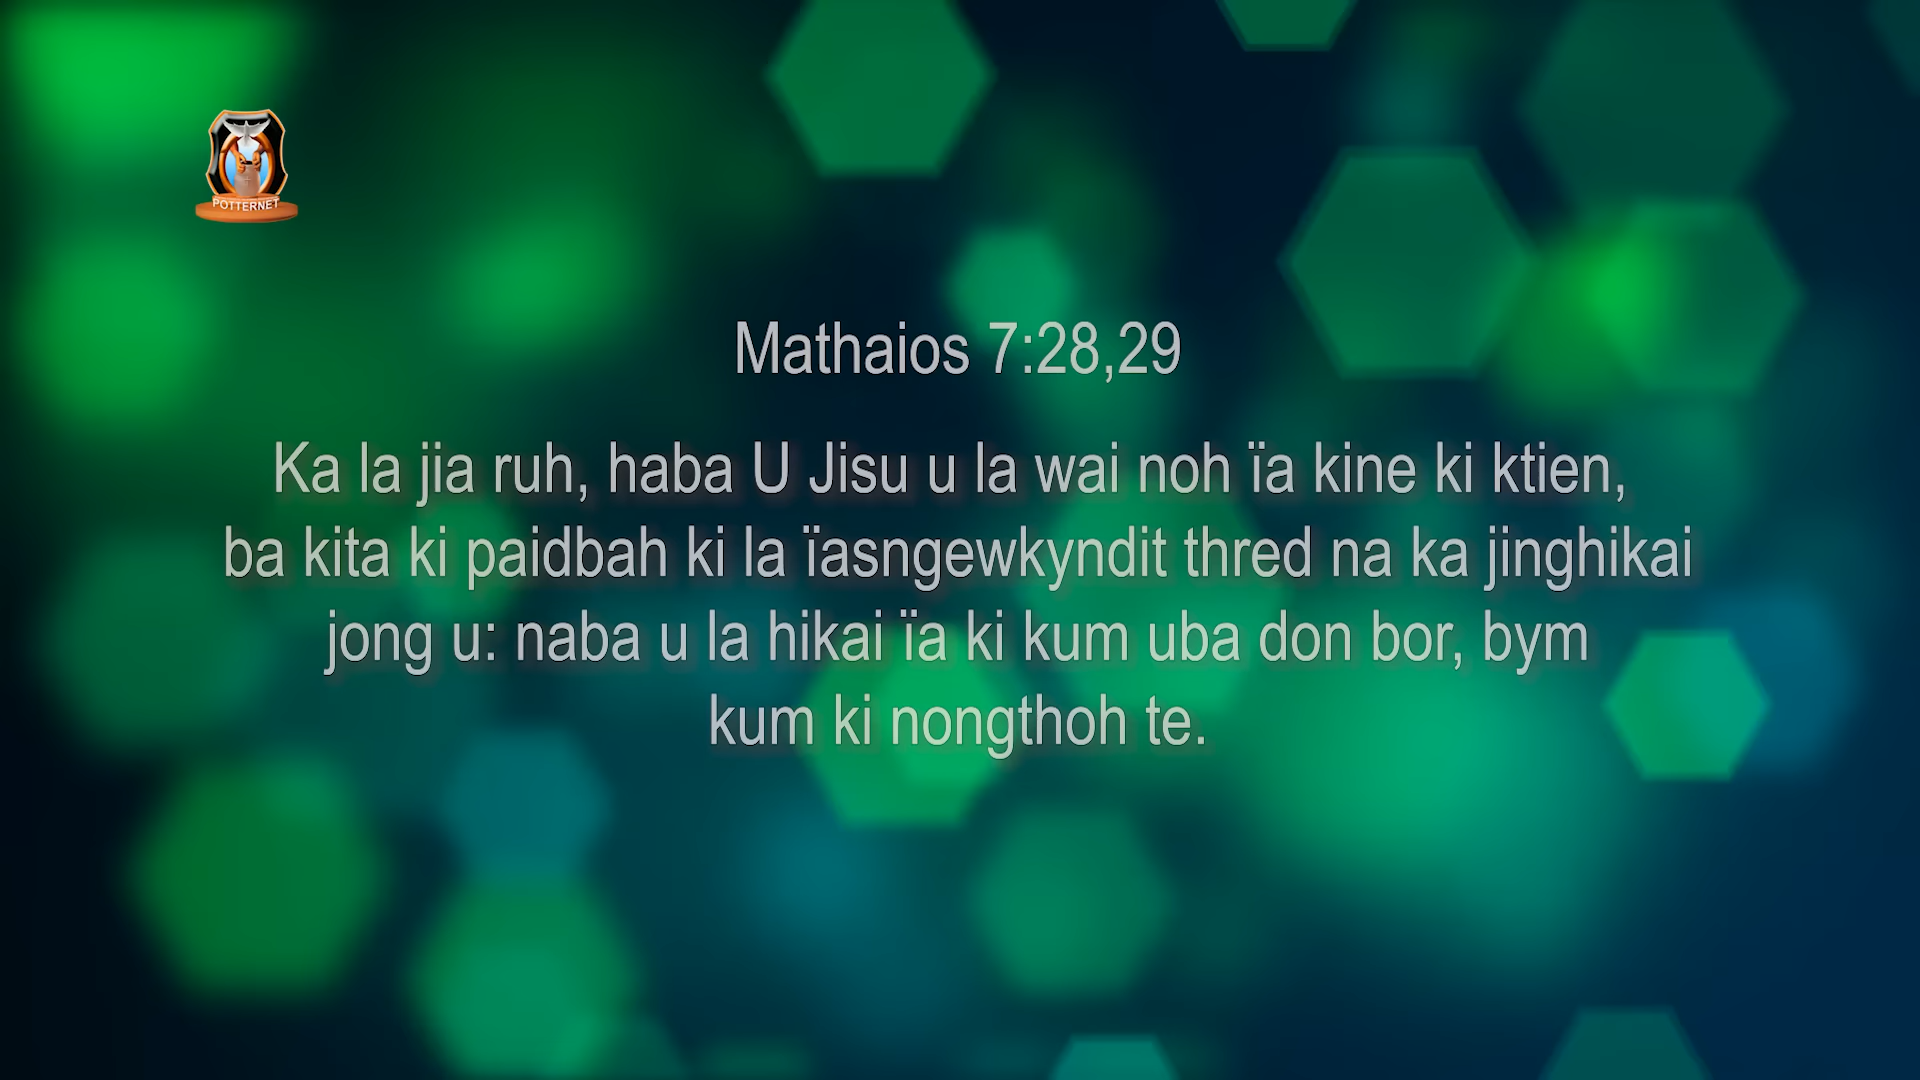 POTTERNET
Mathaios 7:28,29
Ka la jia ruh, haba U Jisu u la wai noh ïa kine ki ktien,
ba kita ki paidbah ki la ïasngewkyndit thred na ka jinghikai
jong u: naba u la hikai ïa ki kum uba don bor, bym
kum ki nongthoh te.